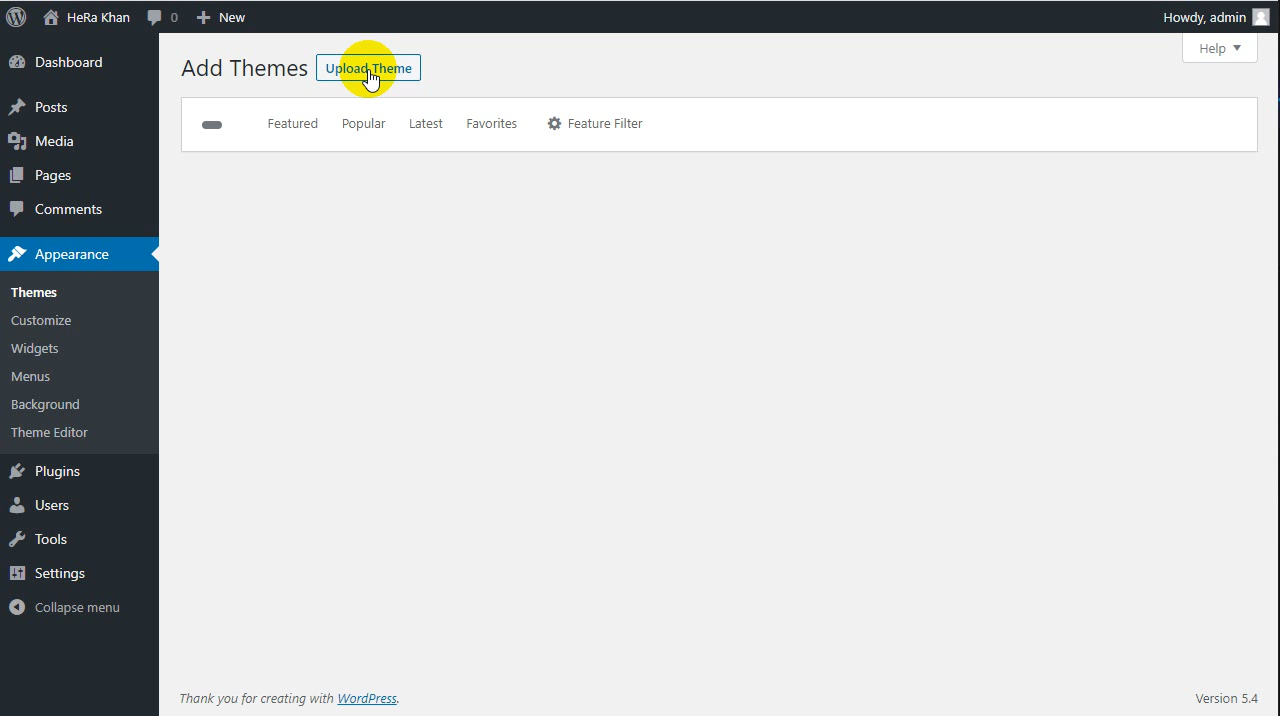 HeRa Khan 0 New Howdy, admin
Help
Dashboard
Posts
Media
Pages
Comments
Appearance
Themes
Customize
Widgets
Menus
Background
Theme Editor
Plugins
Users
Tools
Settings
Collapse menu
Add Themes Upload Theme
Featured Popular Latest Favorites Feature Filter
Thank you for creating with WordPress. Version 5.4